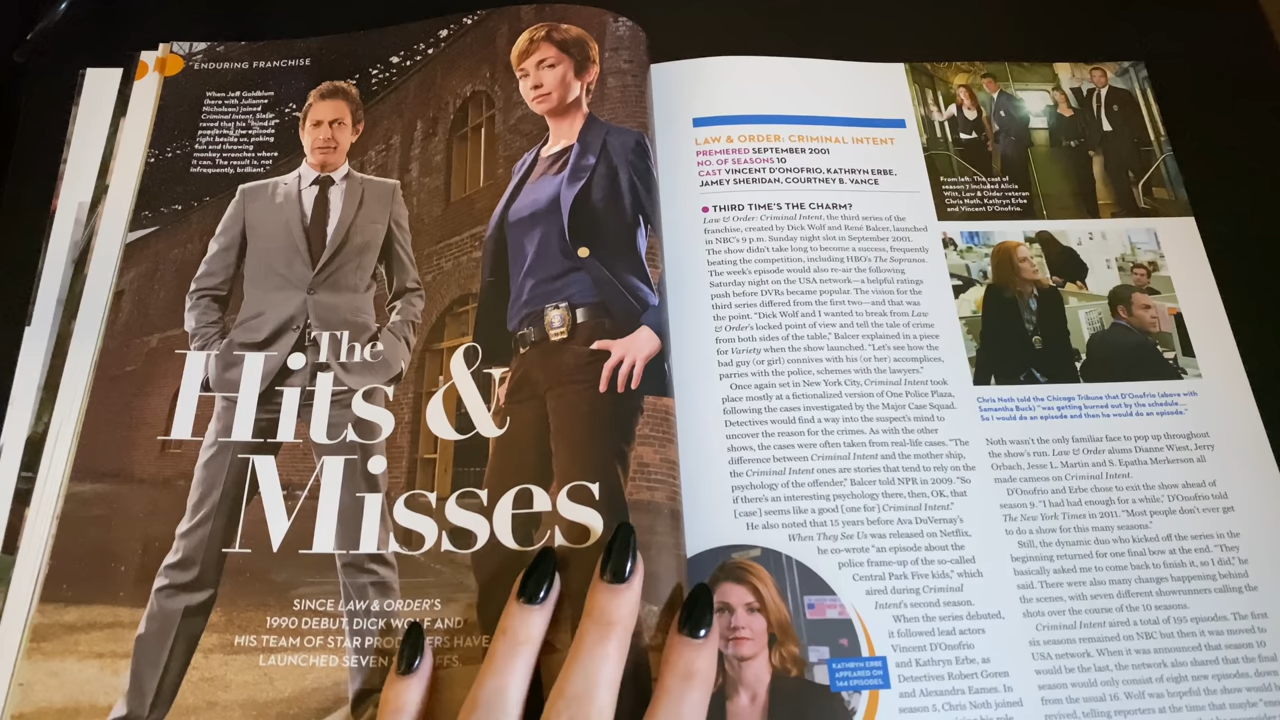 ENDURING FRANCHISE
When Jeff Goldblum
(here with Julianne
Nicholson) joined
Criminal Intent, Slate
raved that his "mind is
pondering the episode
right beside us, poking
fun and throwing
monkey wrenches where
it can. The result is, not
infrequently, brilliant."
The
Hits &
Misses
SINCE LAW & ORDER'S
1990 DEBUT, DICK WOLF AND
HIS TEAM OF STAR PRODUCERS HAVE
LAUNCHED SEVEN
LAW & ORDER: CRIMINAL INTENT
PREMIERED SEPTEMBER 2001
NO. OF SEASONS 10
CAST VINCENT D'ONOFRIO, KATHRYN ERBE,
JAMEY SHERIDAN, COURTNEY B. VANCE
THIRD TIME'S THE CHARM?
Law & Order: Criminal Intent, the third series of the
franchise, created by Dick Wolf and René Balcer, launched
in NBC's 9 p.m. Sunday night slot in September 2001.
The show didn't take long to become a success, frequently
beating the competition, including HBO's The Sopranos.
The week's episode would also re-air the following
Saturday night on the USA network—a helpful ratings
push before DVRs became popular. The vision for the
third series differed from the first two—and that was
the point. "Dick Wolf and I wanted to break from Law
& Order's locked point of view and tell the tale of crime
from both sides of the table," Balcer explained in a piece
for Variety when the show launched. "Let's see how the
bad guy (or girl) connives with his (or her) accomplices,
parries with the police, schemes with the lawyers."
Once again set in New York City, Criminal Intent took
place mostly at a fictionalized version of One Police Plaza,
following the cases investigated by the Major Case Squad.
Detectives would find a way into the suspect's mind to
uncover the reason for the crimes. As with the other
shows, the cases were often taken from real-life cases. "The
difference between Criminal Intent and the mother ship,
the Criminal Intent ones are stories that tend to rely on the
psychology of the offender," Balcer told NPR in 2009. "So
if there's an interesting psychology there, then, OK, that
[case] seems like a good [one for] Criminal Intent."
He also noted that 15 years before Ava DuVernay's
When They See Us was released on Netflix,
he co-wrote "an episode about the
police frame-up of the so-called
Central Park Five kids," which
aired during Criminal
Intent's second season.
When the series debuted,
it followed lead actors
Vincent D'Onofrio
and Kathryn Erbe, as
Detectives Robert Goren
and Alexandra Eames. In
season 5, Chris Noth joined
KATHRYN ERBE
APPEARED ON
144 EPISODES.
From left: The cast of
season 7 included Alicia
Witt, Law & Order veteran
Chris Noth, Kathryn Erbe
and Vincent D'Onofrio.
Chris Noth told the Chicago Tribune that D'Onofrio (above with
Samantha Buck) "was getting burned out by the schedule....
So I would do an episode and then he would do an episode."
Noth wasn't the only familiar face to pop up throughout
the show's run. Law & Order alums Dianne Wiest, Jerry
Orbach, Jesse L. Martin and S. Epatha Merkerson all
made cameos on Criminal Intent.
D'Onofrio and Erbe chose to exit the show ahead of
season 9. "I had had enough for a while," D'Onofrio told
The New York Times in 2011. "Most people don't ever get
to do a show for this many seasons."
Still, the dynamic duo who kicked off the series in the
beginning returned for one final bow at the end. "They
basically asked me to come back to finish it, so I did," he
said. There were also many changes happening behind
the scenes, with seven different showrunners calling the
shots over the course of the 10 seasons.
Criminal Intent aired a total of 195 episodes. The first
six seasons remained on NBC but then it was moved to
USA network. When it was announced that season 10
would be the last, the network also shared that the final
season would only consist of eight new episodes, down
from the usual 16. Wolf was hopeful the show would b
revived, telling reporters at the time that maybe